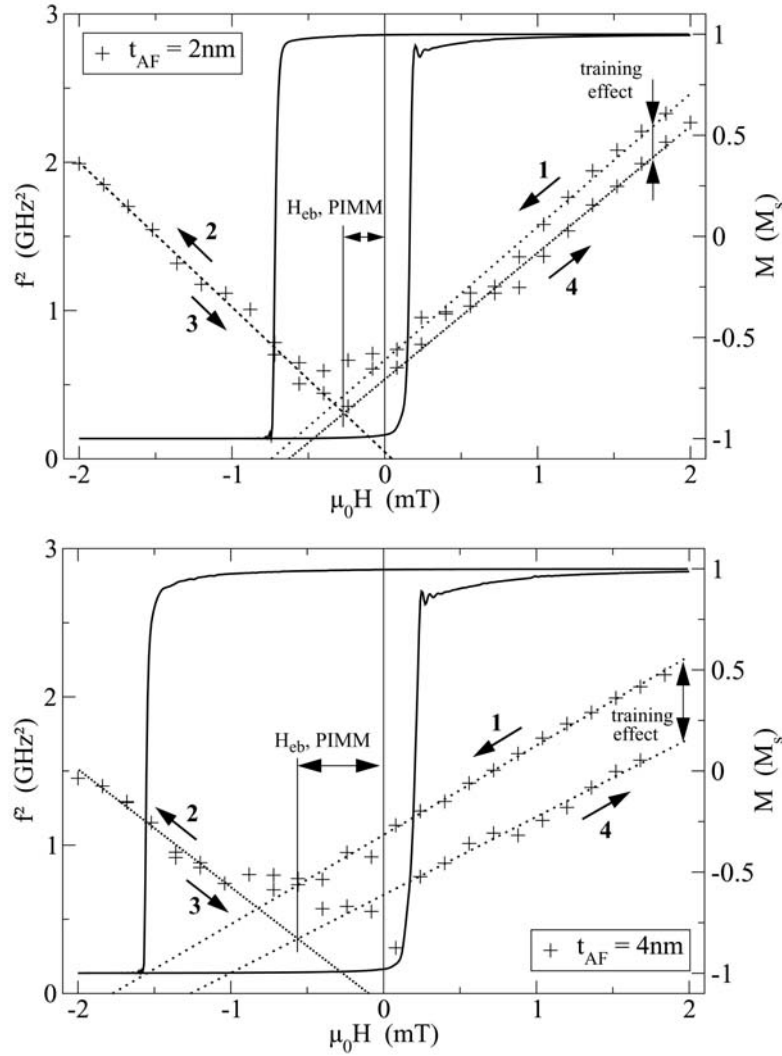 3
2
1
0
f² (GHz²)
+ t_AF = 2nm
training
effect
H_eb, PIMM
1
2
3
4
1
0.5
0
-0.5
-1
M (M_s)
-2
-1
0
1
2
μ₀H (mT)
3
2
1
0
f² (GHz²)
H_eb, PIMM
1
2
3
4
training
effect
+ t_AF = 4nm
1
0.5
0
-0.5
-1
M (M_s)
-2
-1
0
1
2
μ₀H (mT)